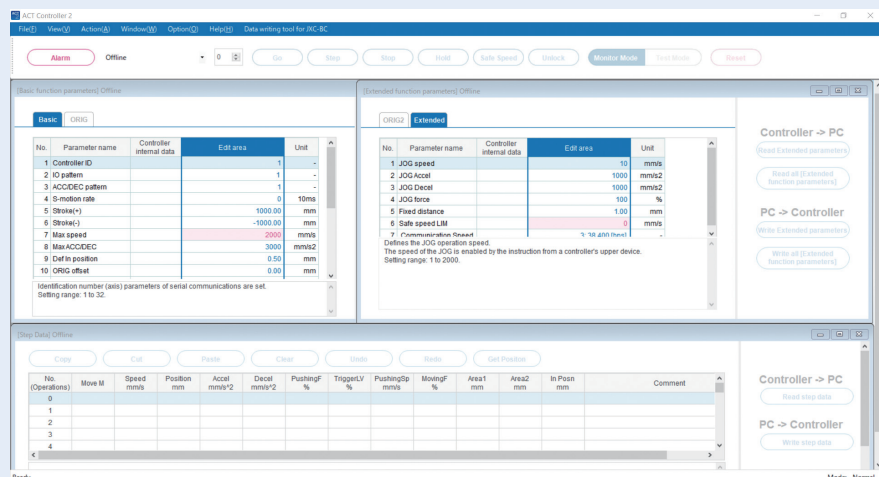 ACT Controller 2
File(F) View(V) Action(A) Window(W) Option(O) Help(H) Data writing tool for JXC-BC
Alarm Offline 0 Go Step Stop Hold Safe Speed Unlock Monitor Mode Test Mode Reset
[Basic function parameters] Offline
Basic ORIG
No. Parameter name Controller internal data Edit area Unit
1 Controller ID 1 -
2 IO pattern 1 -
3 ACC/DEC pattern 1 -
4 S-motion rate 0 10ms
5 Stroke(+) 1000.00 mm
6 Stroke(-) -1000.00 mm
7 Max speed 2000 mm/s
8 Max ACC/DEC 3000 mm/s2
9 Def In position 0.50 mm
10 ORIG offset 0.00 mm
Identification number (axis) parameters of serial communications are set.
Setting range: 1 to 32.
[Extended function parameters] Offline
ORIG2 Extended
No. Parameter name Controller internal data Edit area Unit
1 JOG speed 10 mm/s
2 JOG Accel 1000 mm/s2
3 JOG Decel 1000 mm/s2
4 JOG force 100 %
5 Fixed distance 1.00 mm
6 Safe speed LIM 0 mm/s
7 Communication Speed 3: 38,400 [bps] -
Defines the JOG operation speed.
The speed of the JOG is enabled by the instruction from a controller's upper device.
Setting range: 1 to 2000.
Controller -> PC
Read Extended parameters
Read all [Extended
function parameters]
PC -> Controller
Write Extended parameters
Write all [Extended
function parameters]
[Step Data] Offline
Copy Cut Paste Clear Undo Redo Get Position
No. (Operations) Move M Speed mm/s Position mm Accel mm/s^2 Decel mm/s^2 PushingF % TriggerLV % PushingSp mm/s MovingF % Area1 mm Area2 mm In Posn mm Comment
0
1
2
3
4
Controller -> PC
Read step data
PC -> Controller
Write step data
Ready Mode: Normal